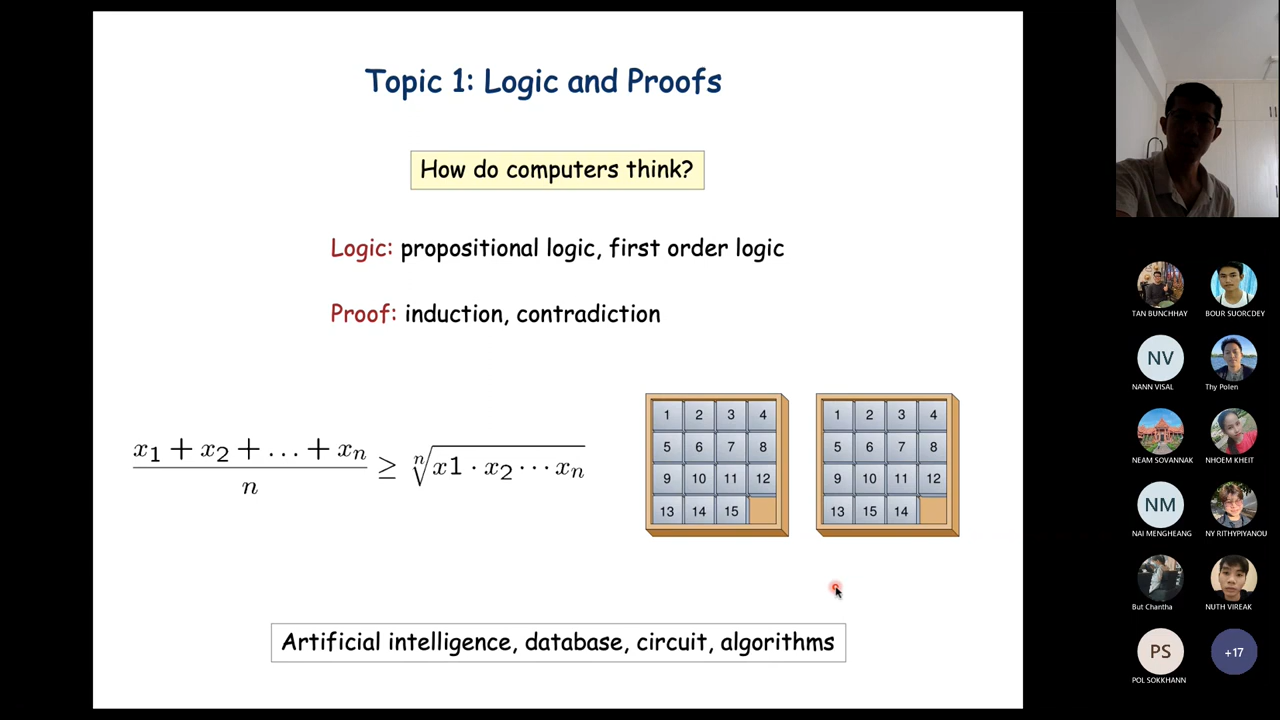 Topic 1: Logic and Proofs
How do computers think?
Logic: propositional logic, first order logic
Proof: induction, contradiction
x₁ + x₂ + … + xₙ
n
≥ ⁿ√x1 · x₂ ⋯ xₙ
1 2 3 4
5 6 7 8
9 10 11 12
13 14 15
1 2 3 4
5 6 7 8
9 10 11 12
13 15 14
Artificial intelligence, database, circuit, algorithms
TAN BUNCHHAY
BOUR SUORCDEY
NV
NANN VISAL
Thy Polen
NEAM SOVANNAK
NHOEM KHEIT
NM
NAI MENGHEANG
NY RITHYPIYANOU
But Chantha
NUTH VIREAK
PS
POL SOKKHANN
+17